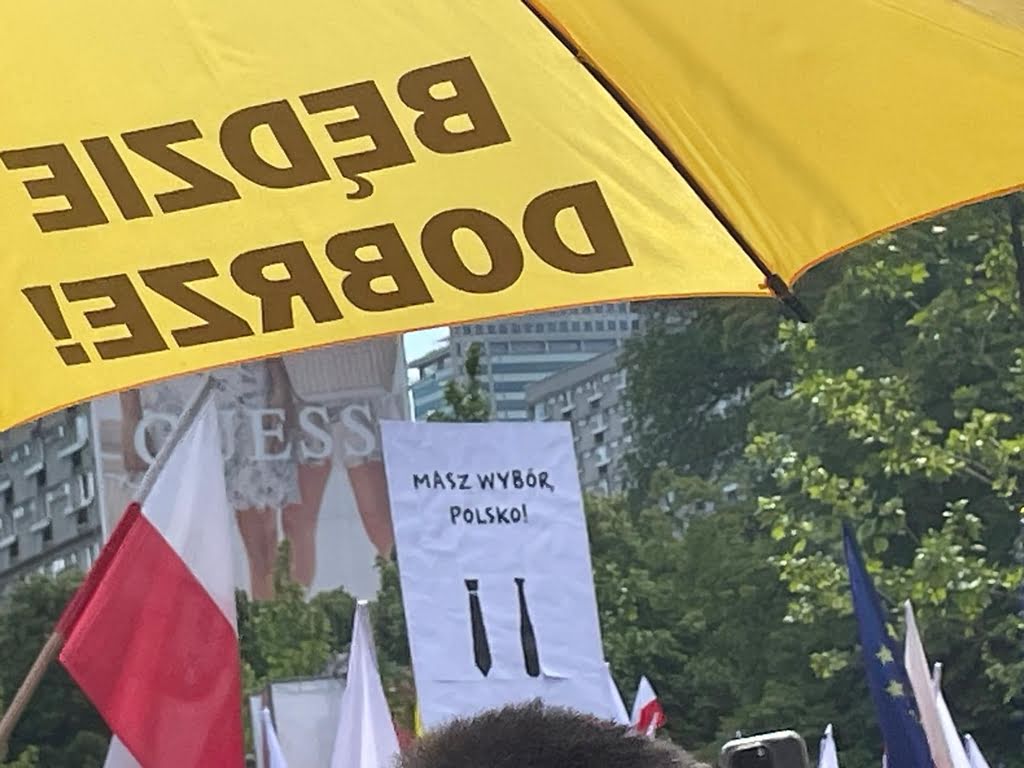 BĘDZIE
DOBRZE!
GUESS
MASZ WYBÓR,
POLSKO!